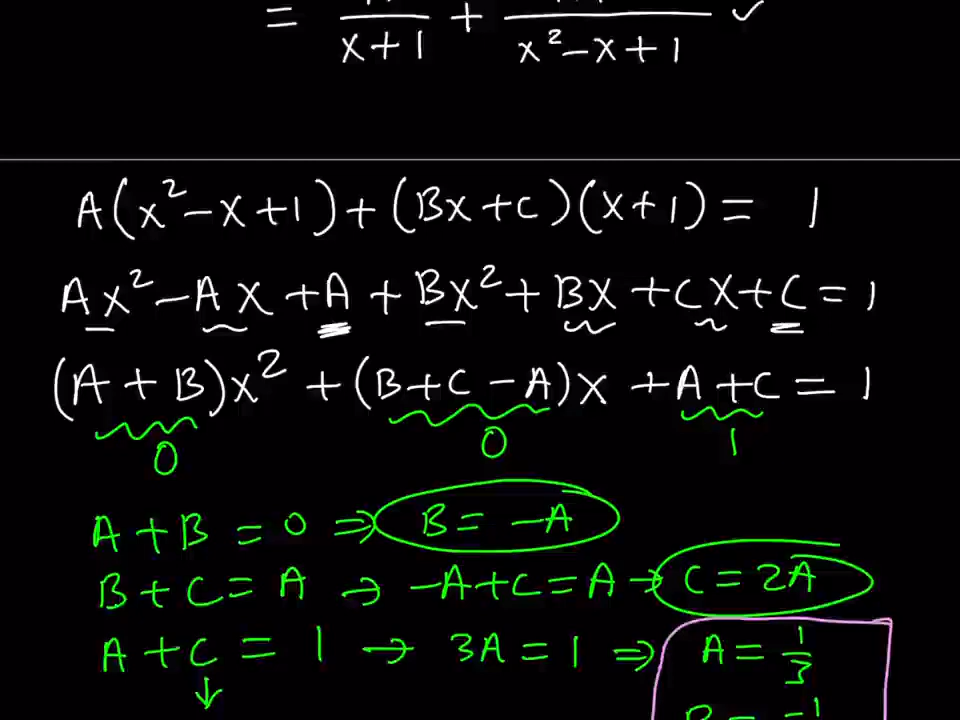 = / x+1 + / x²-x+1 ✓
A(x²-x+1)+(Bx+C)(x+1) = 1
Ax²-Ax+A+Bx²+Bx+Cx+C=1
(A+B)x²+(B+C-A)x+A+C=1
0 0 1
A+B=0 ⇒ B=-A
B+C=A → -A+C=A → C=2A
A+C=1 → 3A=1 ⇒ A=1/3
↓ B=-1